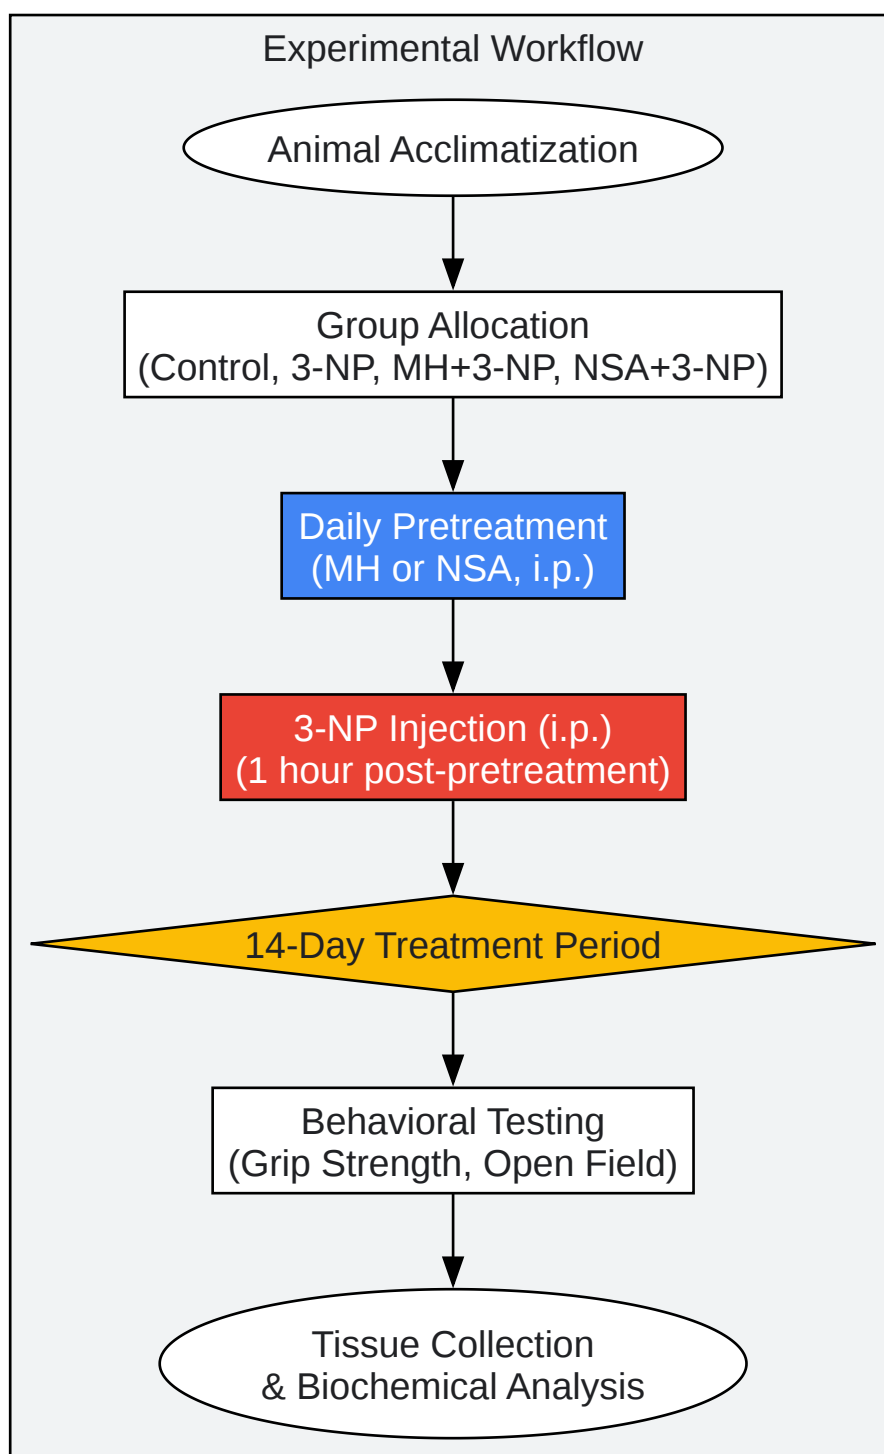 Experimental Workflow
Animal Acclimatization
Group Allocation
(Control, 3-NP, MH+3-NP, NSA+3-NP)
Daily Pretreatment
(MH or NSA, i.p.)
3-NP Injection (i.p.)
(1 hour post-pretreatment)
14-Day Treatment Period
Behavioral Testing
(Grip Strength, Open Field)
Tissue Collection
& Biochemical Analysis